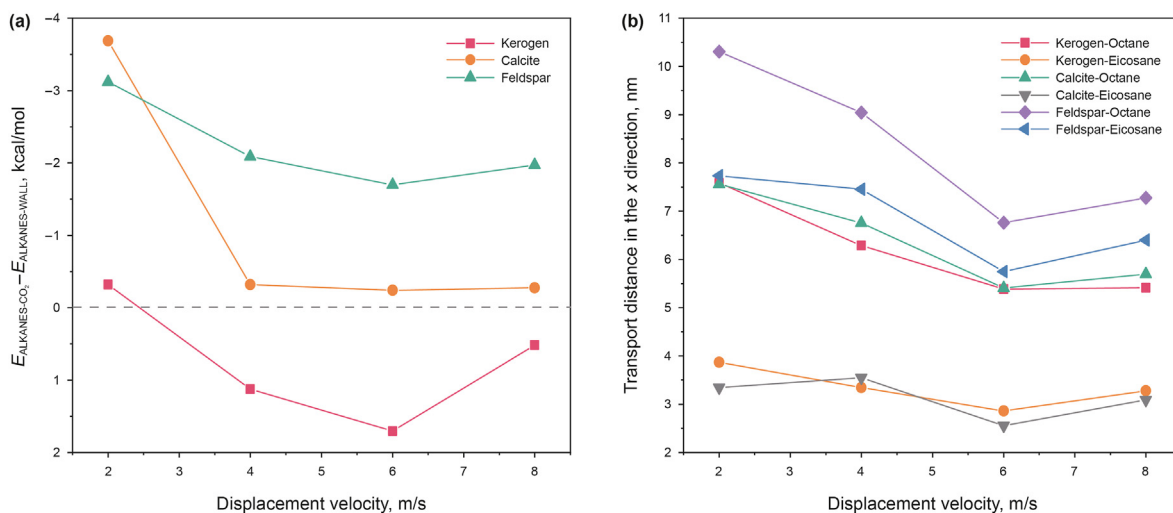 (a)
−4
−3
−2
−1
0
1
2
2
3
4
5
6
7
8
Displacement velocity, m/s
E_ALKANES-CO₂−E_ALKANES-WALL, kcal/mol
Kerogen
Calcite
Feldspar
(b)
11
10
9
8
7
6
5
4
3
2
2
3
4
5
6
7
8
Displacement velocity, m/s
Transport distance in the x direction, nm
Kerogen-Octane
Kerogen-Eicosane
Calcite-Octane
Calcite-Eicosane
Feldspar-Octane
Feldspar-Eicosane